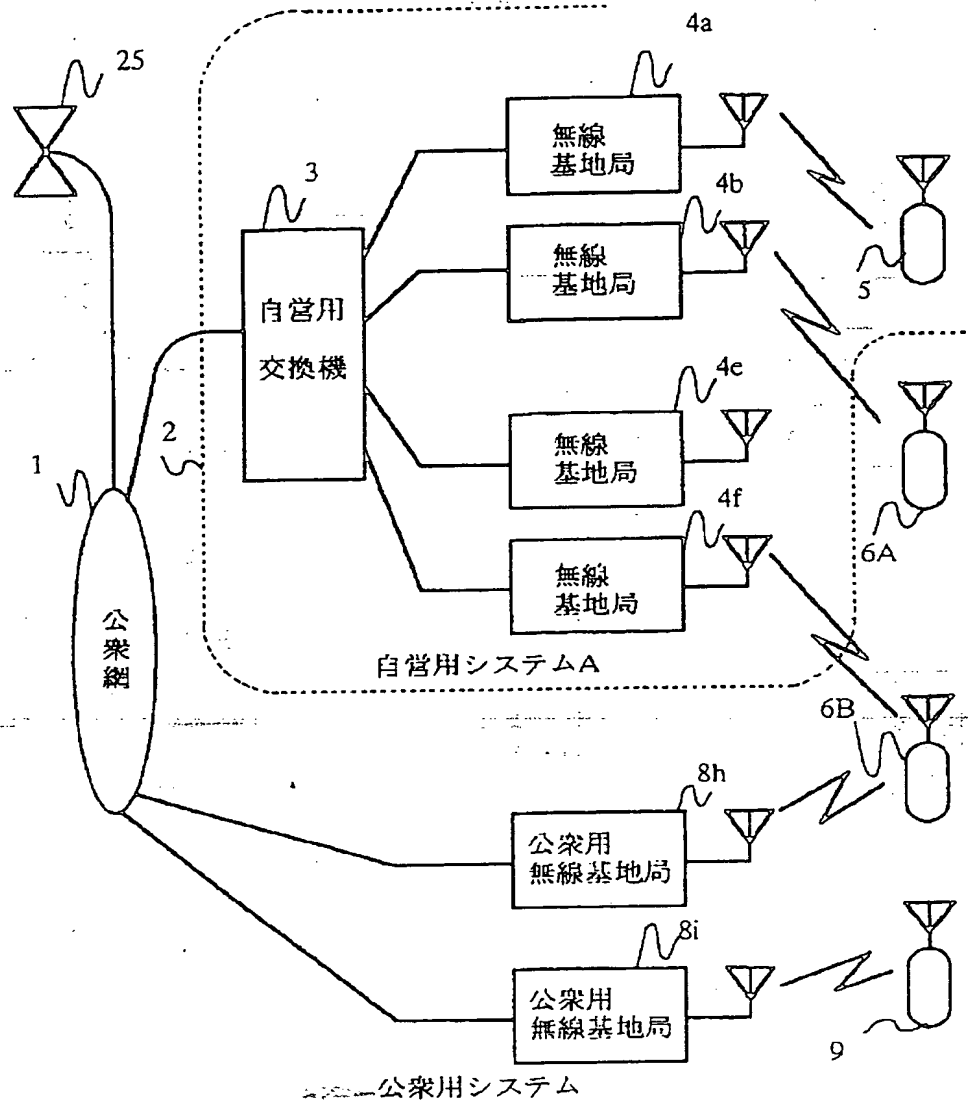 25
4a
無線
基地局
3
4b
無線
基地局
5
自営用
交換機
4e
無線
基地局
2
1
4f
無線
基地局
6A
公衆網
自営用システムA
6B
8h
公衆用
無線基地局
8i
公衆用
無線基地局
9
公衆用システム